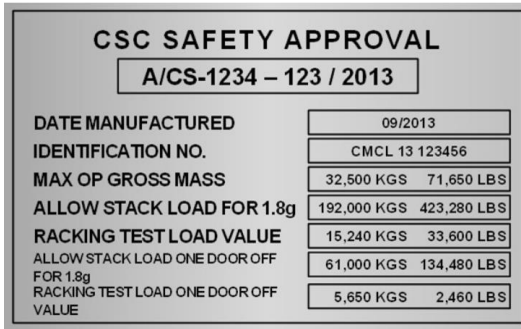 CSC SAFETY APPROVAL
A/CS-1234 – 123 / 2013
DATE MANUFACTURED 09/2013
IDENTIFICATION NO. CMCL 13 123456
MAX OP GROSS MASS 32,500 KGS 71,650 LBS
ALLOW STACK LOAD FOR 1.8g 192,000 KGS 423,280 LBS
RACKING TEST LOAD VALUE 15,240 KGS 33,600 LBS
ALLOW STACK LOAD ONE DOOR OFF
FOR 1.8g 61,000 KGS 134,480 LBS
RACKING TEST LOAD ONE DOOR OFF
VALUE 5,650 KGS 2,460 LBS